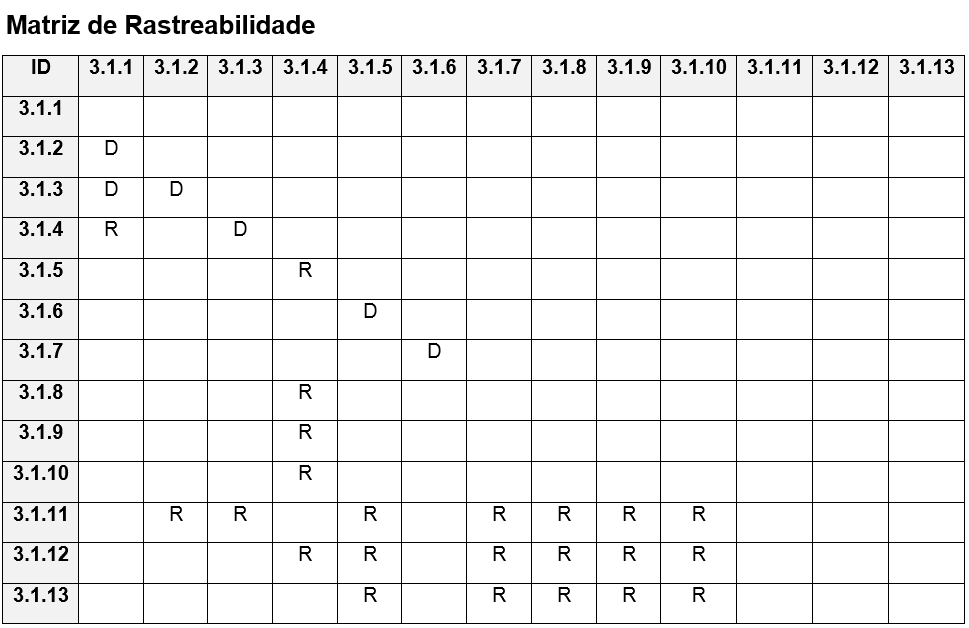 Matriz de Rastreabilidade
ID 3.1.1 3.1.2 3.1.3 3.1.4 3.1.5 3.1.6 3.1.7 3.1.8 3.1.9 3.1.10 3.1.11 3.1.12 3.1.13
3.1.1
3.1.2 D
3.1.3 D D
3.1.4 R D
3.1.5 R
3.1.6 D
3.1.7 D
3.1.8 R
3.1.9 R
3.1.10 R
3.1.11 R R R R R R R
3.1.12 R R R R R R
3.1.13 R R R R R